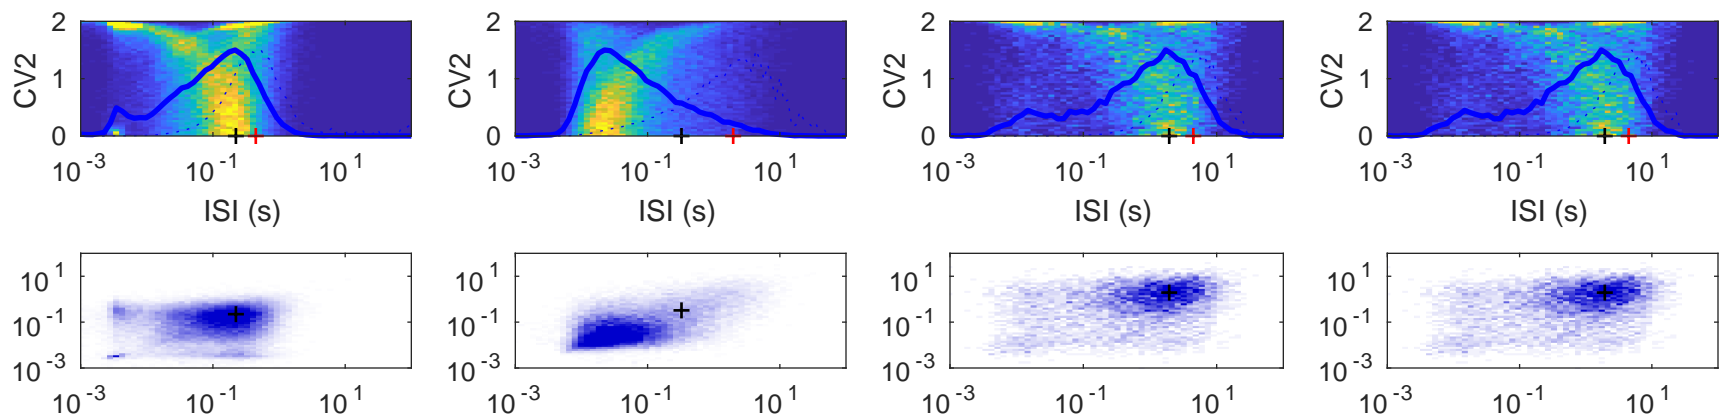 2 2 2 2
CV2 CV2 CV2 CV2
1 1 1 1
0 0 0 0
10^-3 10^-1 10^1 10^-3 10^-1 10^1 10^-3 10^-1 10^1 10^-3 10^-1 10^1
ISI (s) ISI (s) ISI (s) ISI (s)
10^1 10^1 10^1 10^1
10^-1 10^-1 10^-1 10^-1
10^-3 10^-3 10^-3 10^-3
10^-3 10^-1 10^1 10^-3 10^-1 10^1 10^-3 10^-1 10^1 10^-3 10^-1 10^1